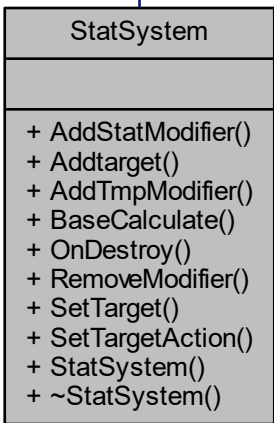 StatSystem
+ AddStatModifier()
+ Addtarget()
+ AddTmpModifier()
+ BaseCalculate()
+ OnDestroy()
+ RemoveModifier()
+ SetTarget()
+ SetTargetAction()
+ StatSystem()
+ ~StatSystem()